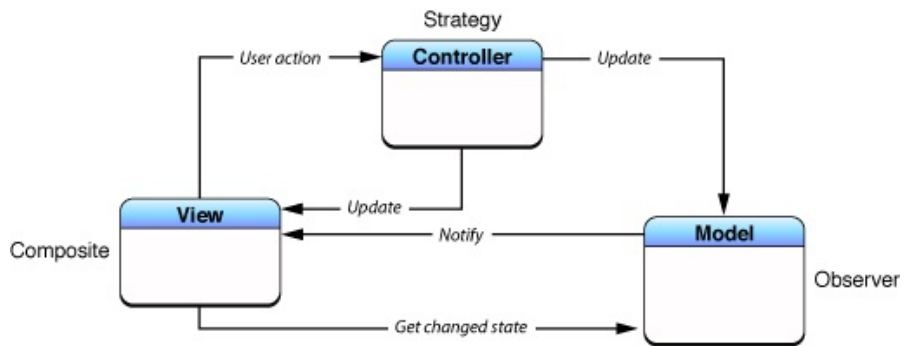 Strategy
User action
Controller
Update
Update
View
Notify
Model
Composite
Observer
Get changed state